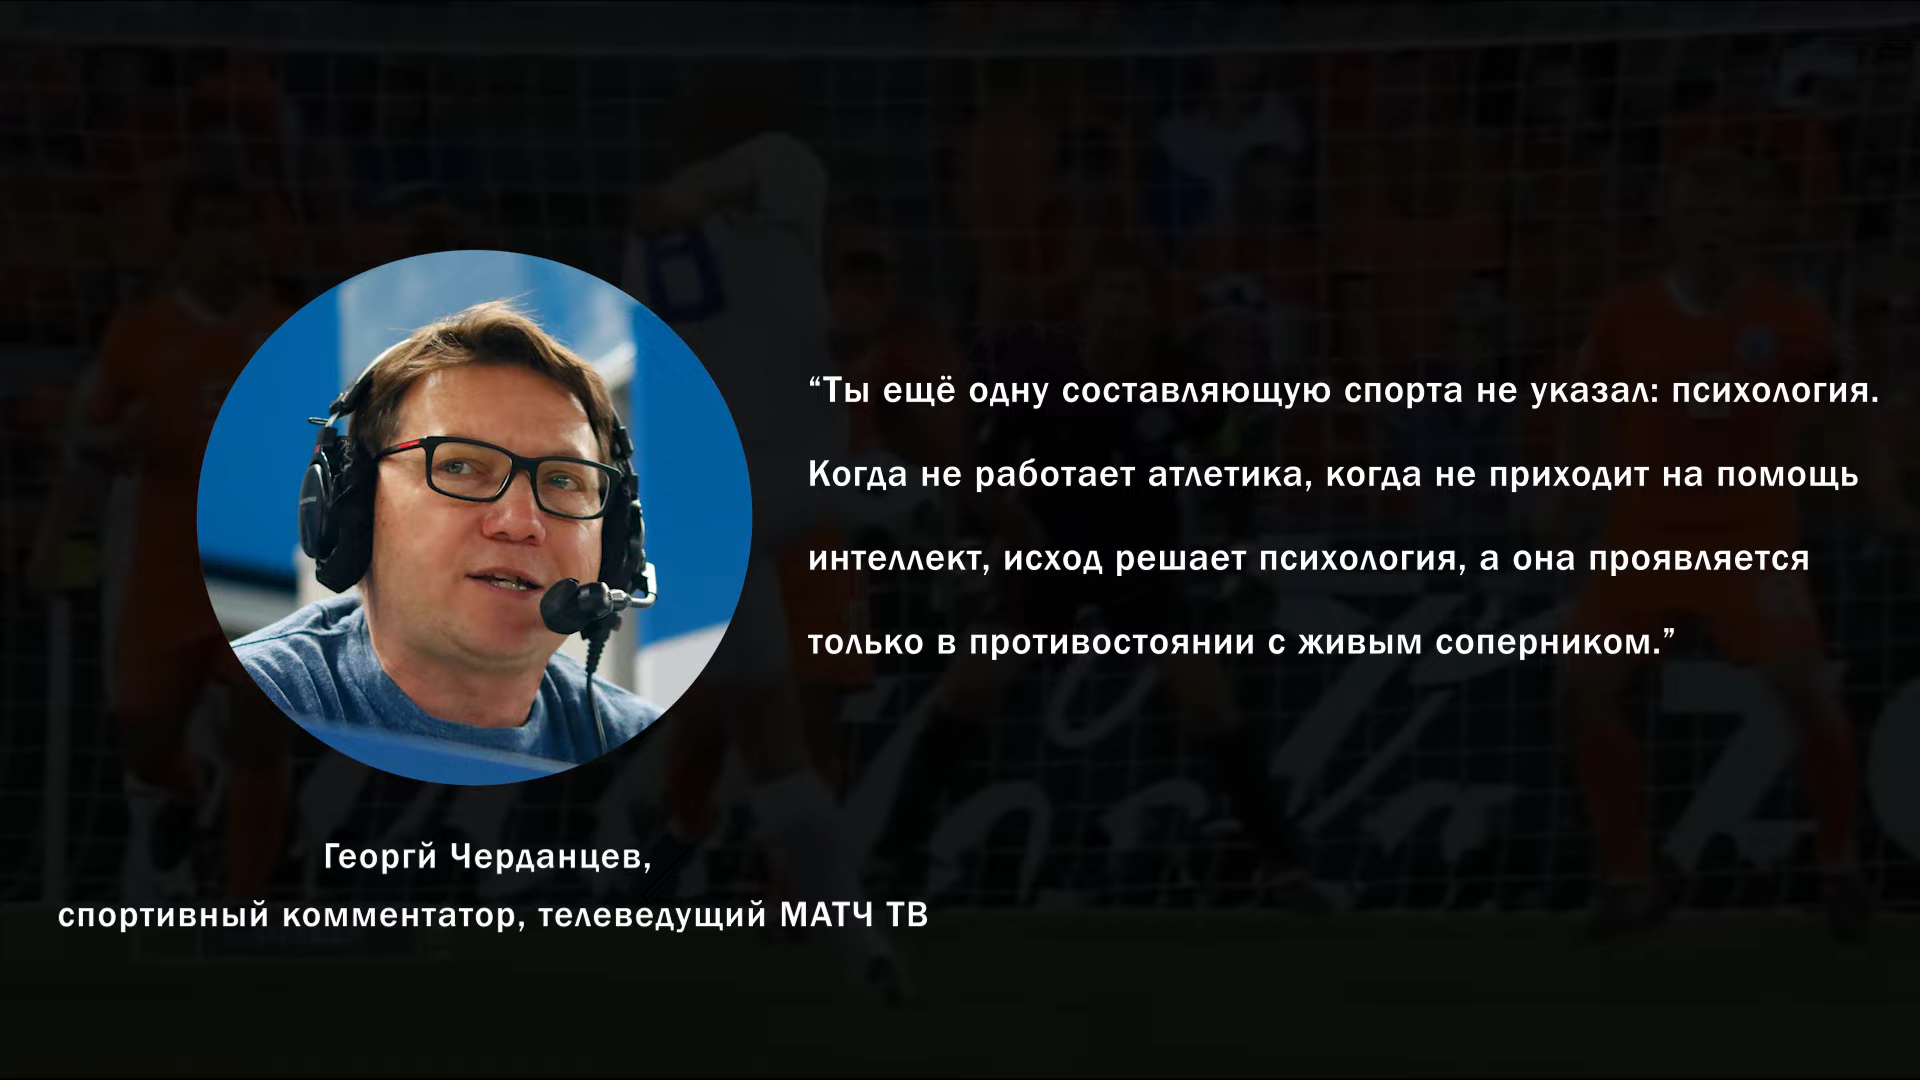 “Ты ещё одну составляющую спорта не указал: психология.
Когда не работает атлетика, когда не приходит на помощь
интеллект, исход решает психология, а она проявляется
только в противостоянии с живым соперником.”
Георгй Черданцев,
спортивный комментатор, телеведущий МАТЧ ТВ